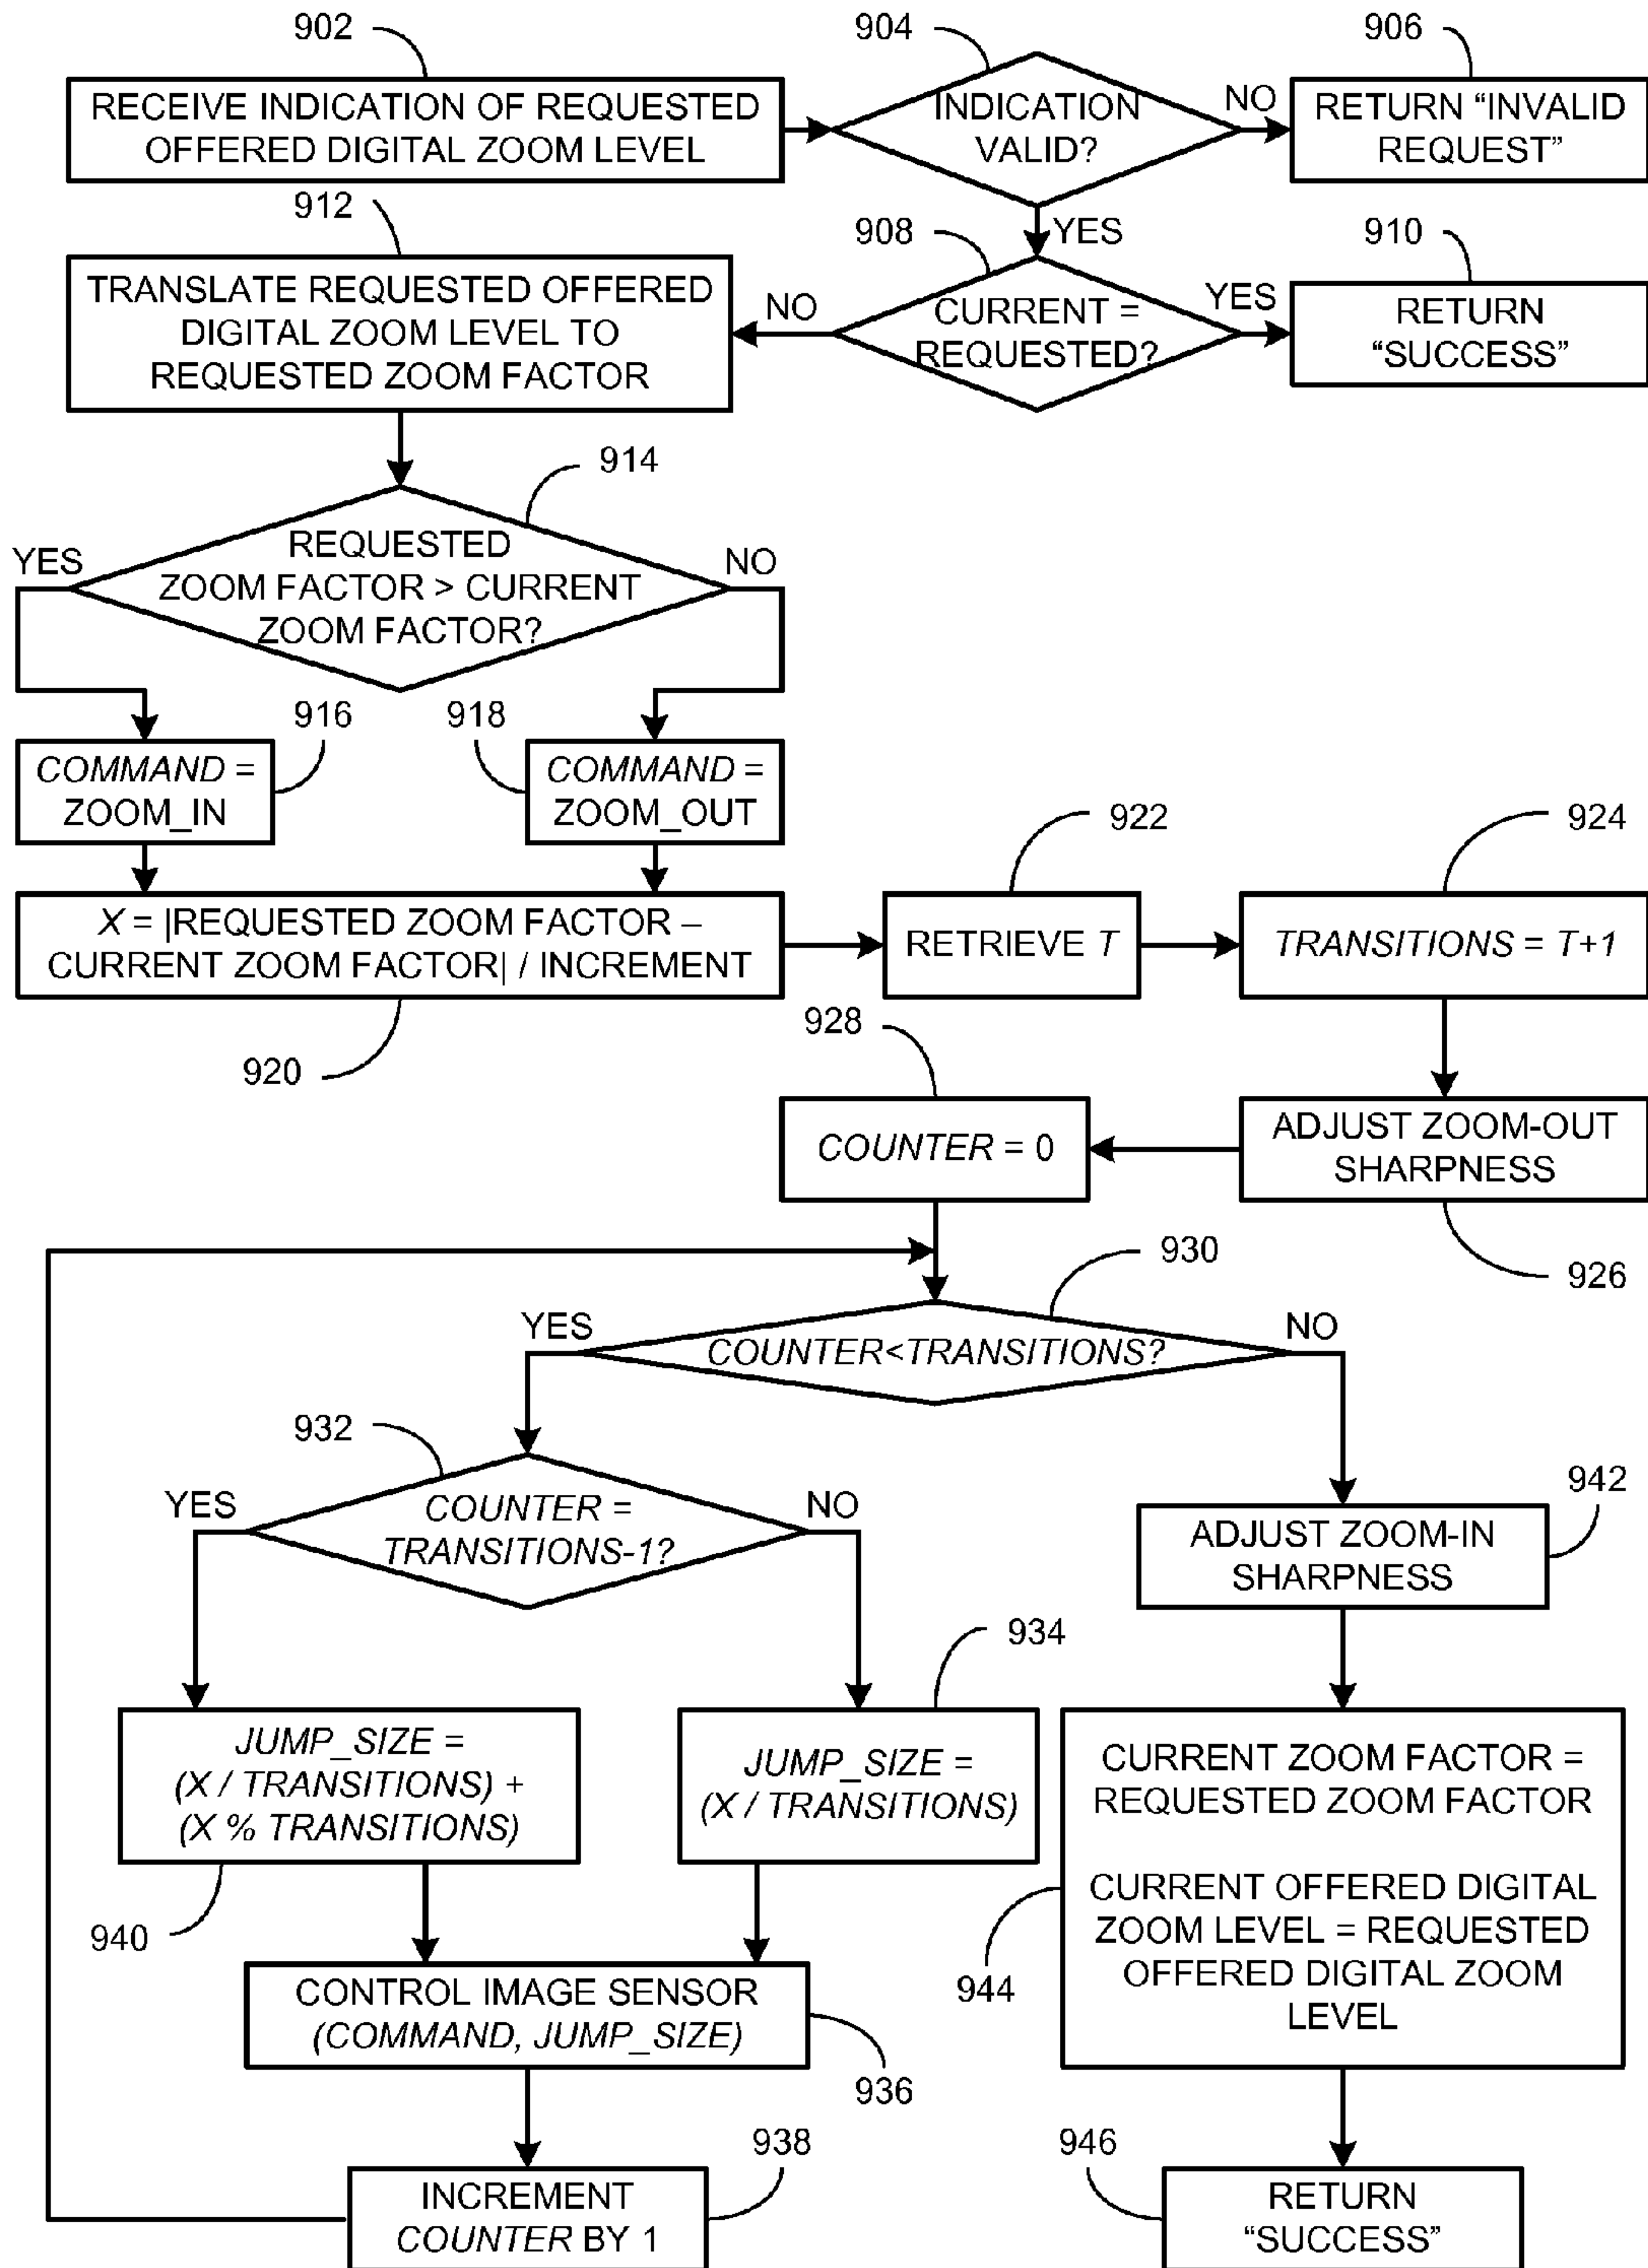 902
904
906
RECEIVE INDICATION OF REQUESTED
OFFERED DIGITAL ZOOM LEVEL
INDICATION
VALID?
NO
RETURN “INVALID
REQUEST”
YES
912
908
910
TRANSLATE REQUESTED OFFERED
DIGITAL ZOOM LEVEL TO
REQUESTED ZOOM FACTOR
NO
CURRENT =
REQUESTED?
YES
RETURN
“SUCCESS”
914
YES
REQUESTED
ZOOM FACTOR > CURRENT
ZOOM FACTOR?
NO
916
918
COMMAND =
ZOOM_IN
COMMAND =
ZOOM_OUT
922
924
X = |REQUESTED ZOOM FACTOR –
CURRENT ZOOM FACTOR| / INCREMENT
RETRIEVE T
TRANSITIONS = T+1
920
928
COUNTER = 0
ADJUST ZOOM-OUT
SHARPNESS
926
930
YES
COUNTER<TRANSITIONS?
NO
932
YES
COUNTER =
TRANSITIONS-1?
NO
942
ADJUST ZOOM-IN
SHARPNESS
934
JUMP_SIZE =
(X / TRANSITIONS) +
(X % TRANSITIONS)
JUMP_SIZE =
(X / TRANSITIONS)
CURRENT ZOOM FACTOR =
REQUESTED ZOOM FACTOR
CURRENT OFFERED DIGITAL
ZOOM LEVEL = REQUESTED
OFFERED DIGITAL ZOOM
LEVEL
940
944
CONTROL IMAGE SENSOR
(COMMAND, JUMP_SIZE)
936
938
946
INCREMENT
COUNTER BY 1
RETURN
“SUCCESS”